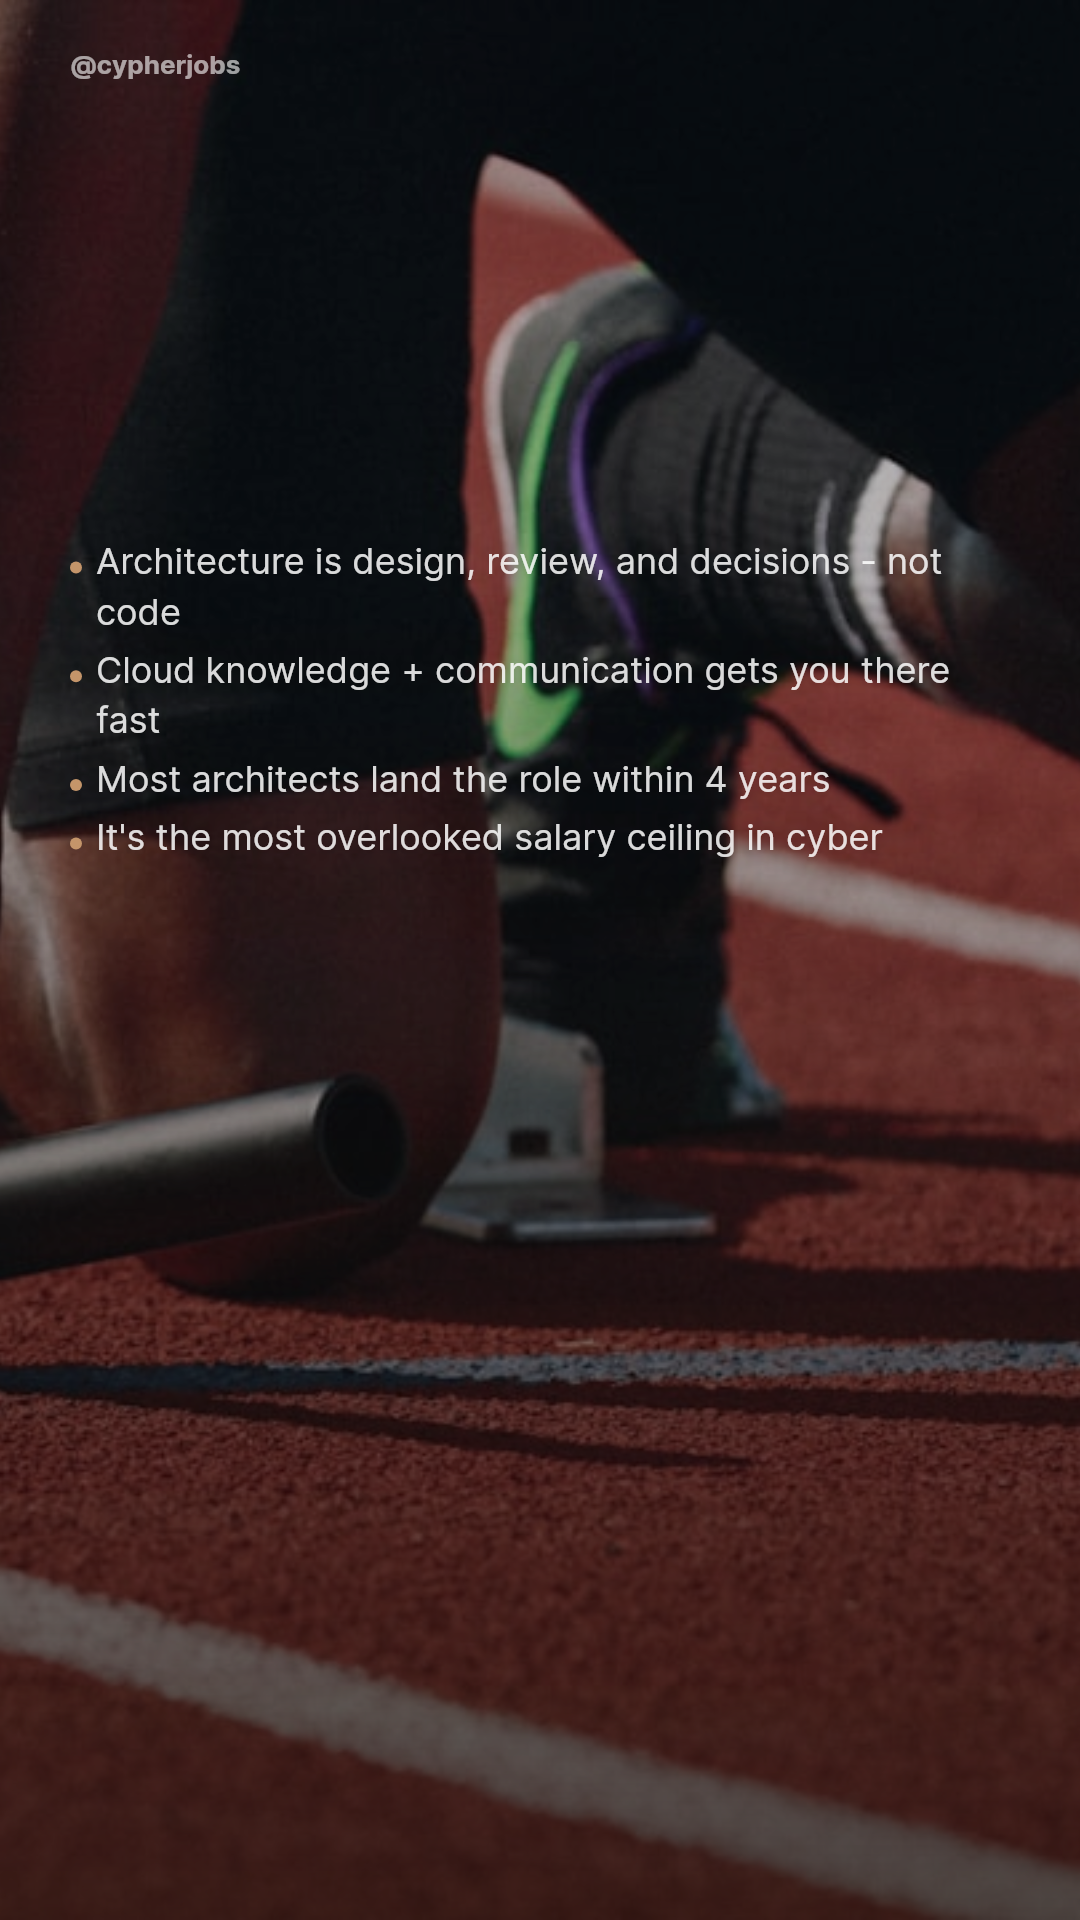 @cypherjobs
• Architecture is design, review, and decisions - not
code
• Cloud knowledge + communication gets you there
fast
• Most architects land the role within 4 years
• It's the most overlooked salary ceiling in cyber